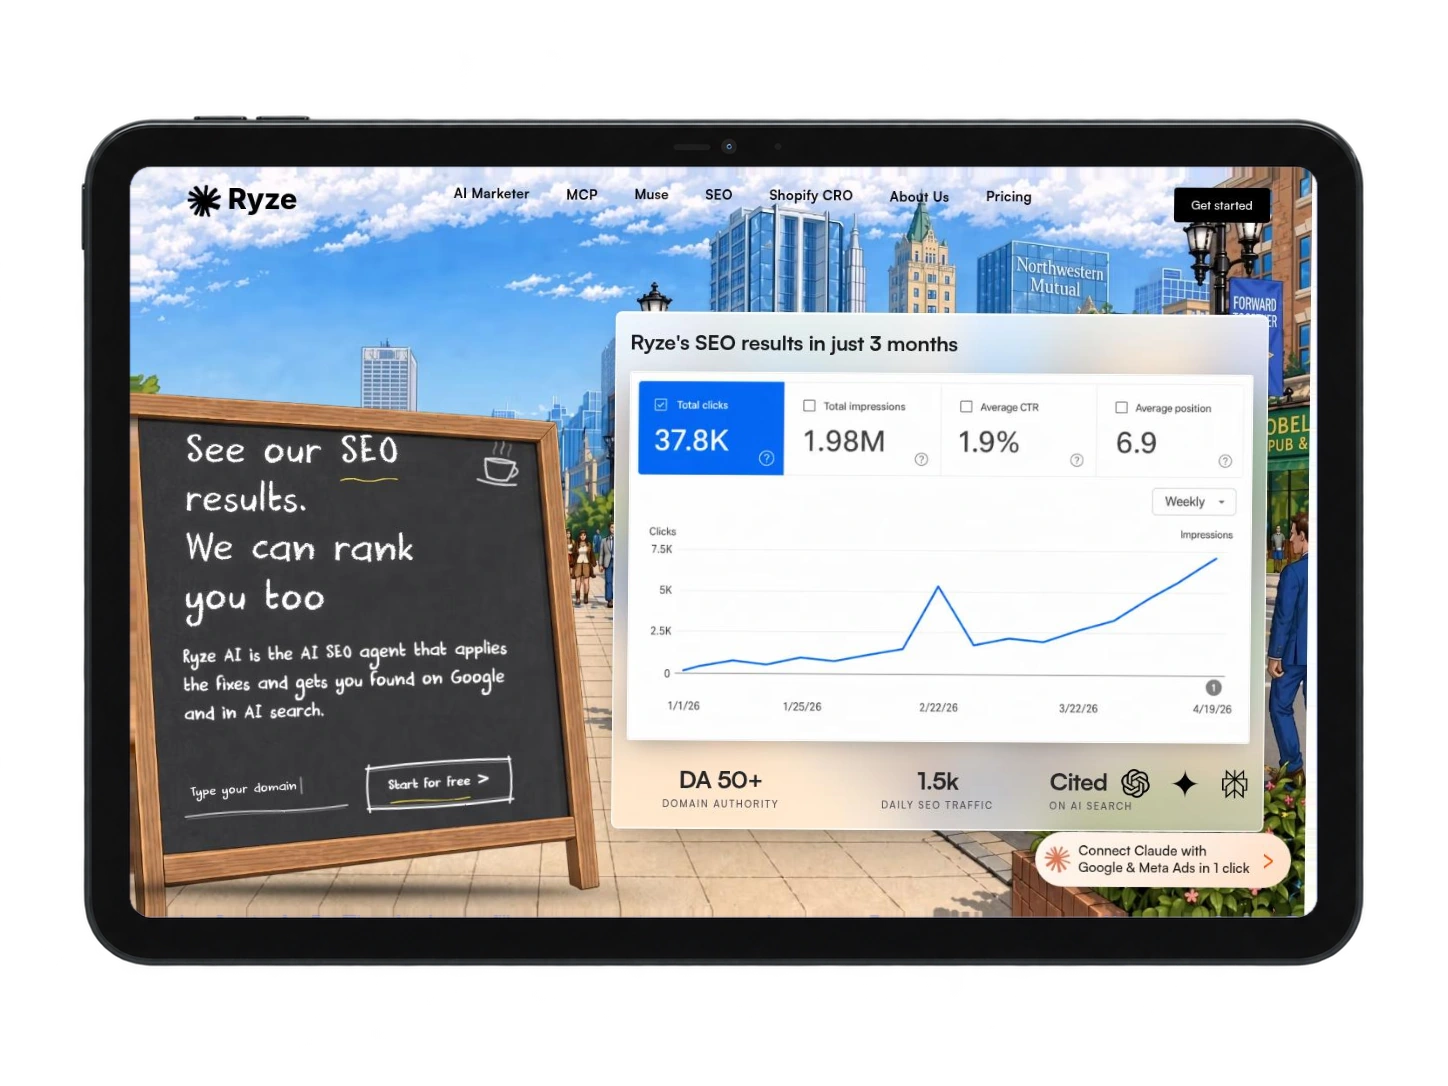 Ryze
AI Marketer
MCP
Muse
SEO
Shopify CRO
About Us
Pricing
Get started
Northwestern
Mutual
FORWARD
See our SEO
results.
We can rank
you too
Ryze AI is the AI SEO agent that applies
the fixes and gets you found on Google
and in AI search.
Type your domain
Start for free >
Ryze's SEO results in just 3 months
Total clicks
37.8K
Total impressions
1.98M
Average CTR
1.9%
Average position
6.9
Weekly
Clicks
Impressions
7.5K
5K
2.5K
0
1
1/1/26
1/25/26
2/22/26
3/22/26
4/19/26
DA 50+
DOMAIN AUTHORITY
1.5k
DAILY SEO TRAFFIC
Cited
ON AI SEARCH
PUB &
Connect Claude with
Google & Meta Ads in 1 click